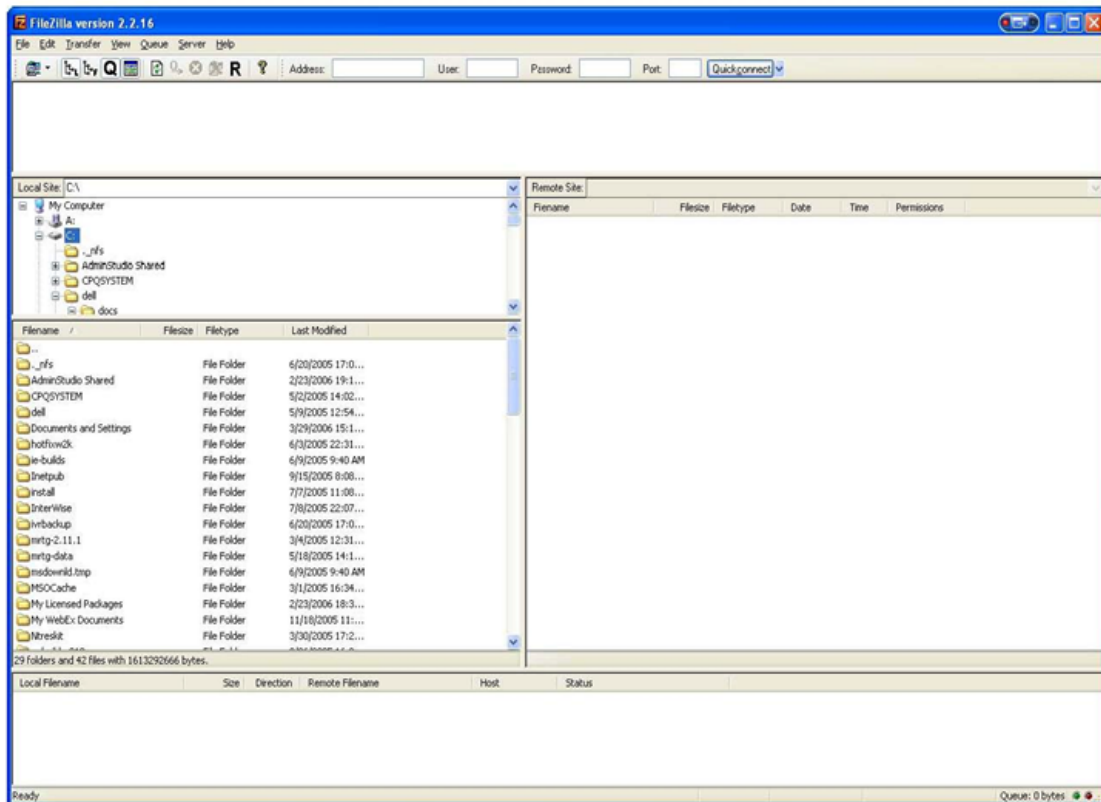 FileZilla version 2.2.16
File Edit Transfer View Queue Server Help
Q R ? Address: User: Password: Port: Quickconnect
Local Site: C:\
My Computer
A:
C:
._nfs
AdminStudio Shared
CPQSYSTEM
dell
docs
Remote Site:
Filename Filesize Filetype Date Time Permissions
Filename / Filesize Filetype Last Modified
..
._nfs File Folder 6/20/2005 17:0...
AdminStudio Shared File Folder 2/23/2006 19:1...
CPQSYSTEM File Folder 5/2/2005 14:02...
dell File Folder 5/9/2005 12:54...
Documents and Settings File Folder 3/29/2006 15:1...
hotfixw2k File Folder 6/3/2005 22:31...
ie-builds File Folder 6/9/2005 9:40 AM
Inetpub File Folder 9/15/2005 8:08...
install File Folder 7/7/2005 11:08...
InterWise File Folder 7/8/2005 22:07...
ivrbackup File Folder 6/20/2005 17:0...
mrtg-2.11.1 File Folder 3/4/2005 12:31...
mrtg-data File Folder 5/18/2005 14:1...
msdownld.tmp File Folder 6/9/2005 9:40 AM
MSOCache File Folder 3/1/2005 16:34...
My Licensed Packages File Folder 2/23/2006 18:3...
My WebEx Documents File Folder 11/18/2005 11:...
Ntreskit File Folder 3/30/2005 17:2...
29 folders and 42 files with 1613292666 bytes.
Local Filename Size Direction Remote Filename Host Status
Ready Queue: 0 bytes